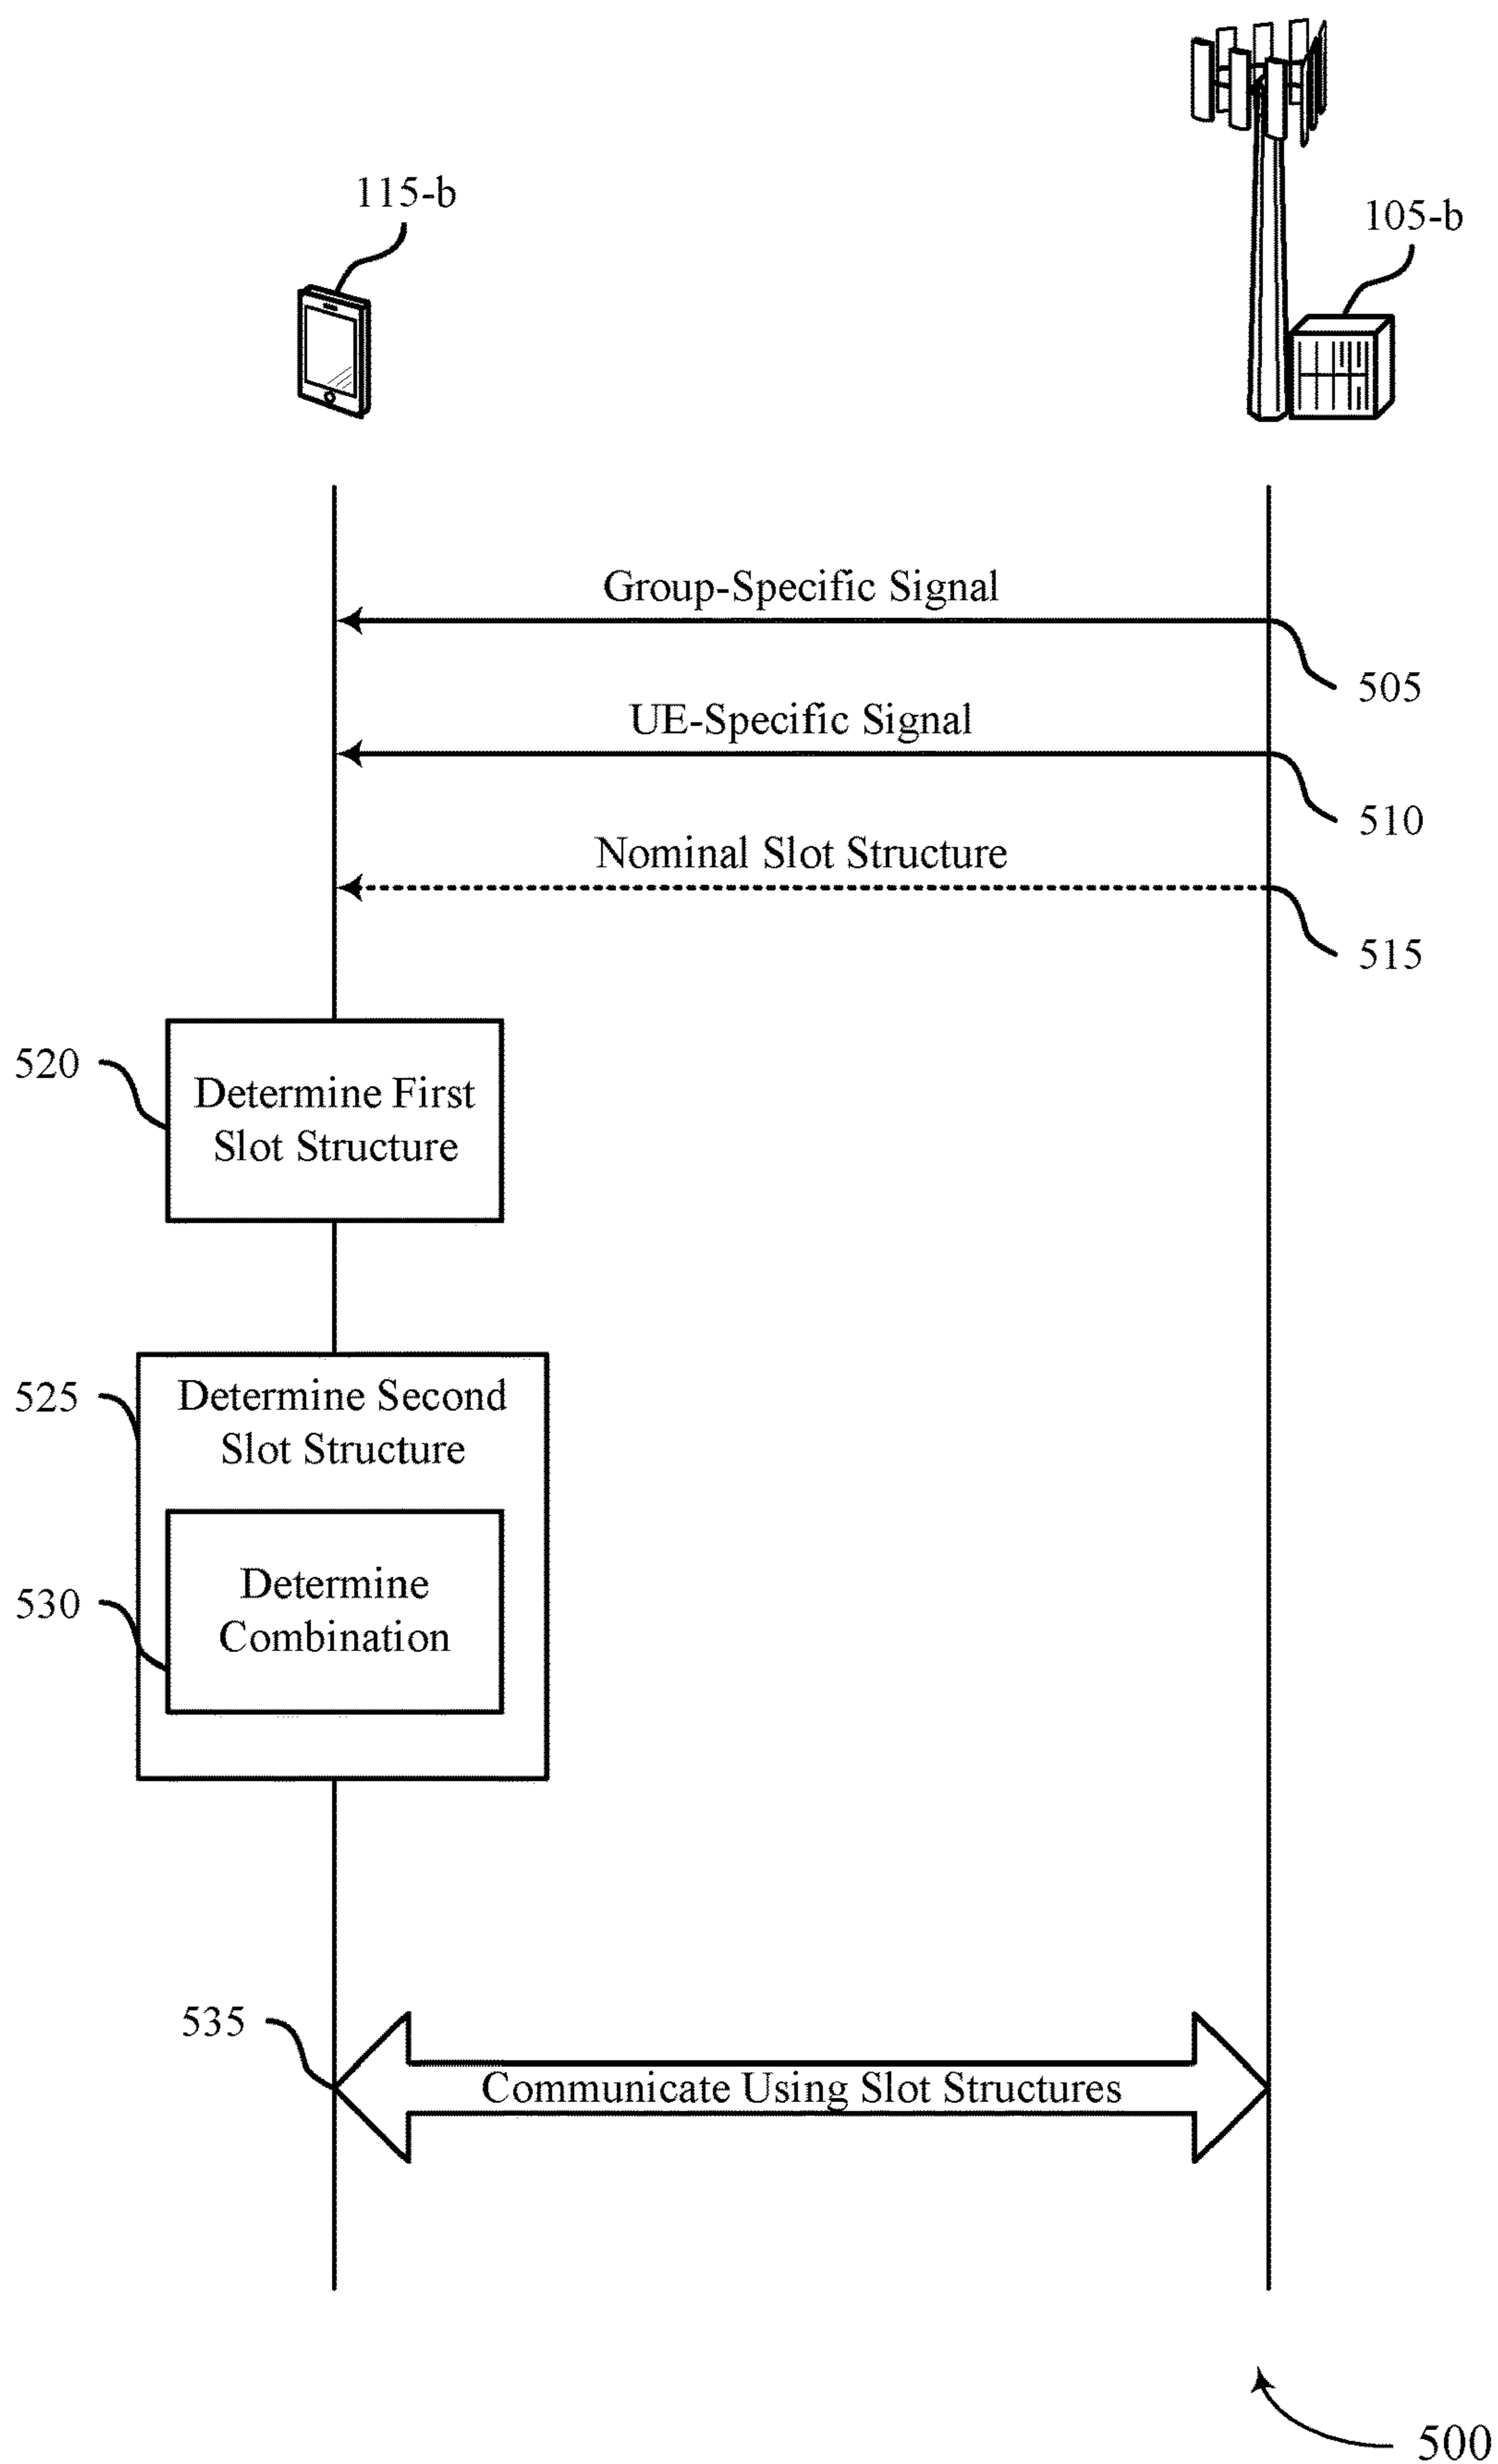 115-b
105-b
Group-Specific Signal
505
UE-Specific Signal
510
Nominal Slot Structure
515
520
Determine First
Slot Structure
525
Determine Second
Slot Structure
530
Determine
Combination
535
Communicate Using Slot Structures
500